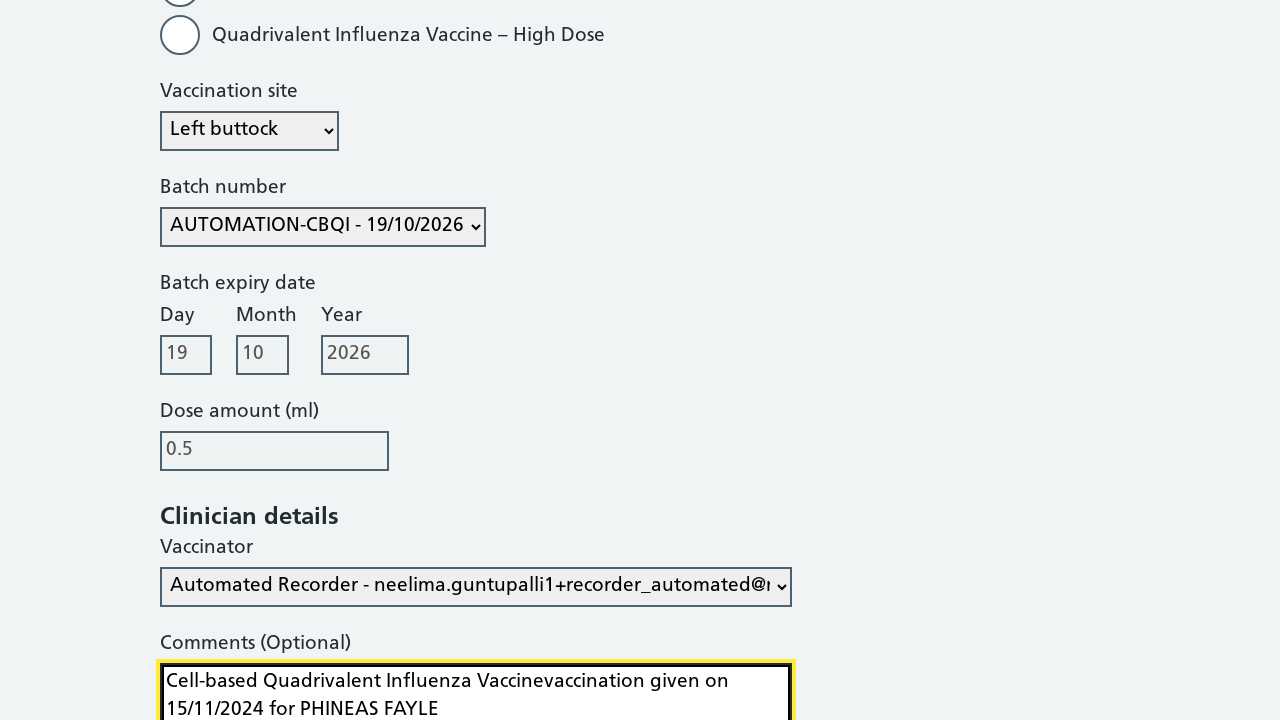 Quadrivalent Influenza Vaccine – High Dose
Vaccination site
Left buttock
Batch number
AUTOMATION-CBQI - 19/10/2026
Batch expiry date
Day Month Year
19 10 2026
Dose amount (ml)
0.5
Clinician details
Vaccinator
Automated Recorder - neelima.guntupalli1+recorder_automated@
Comments (Optional)
Cell-based Quadrivalent Influenza Vaccinevaccination given on
15/11/2024 for PHINEAS FAYLE